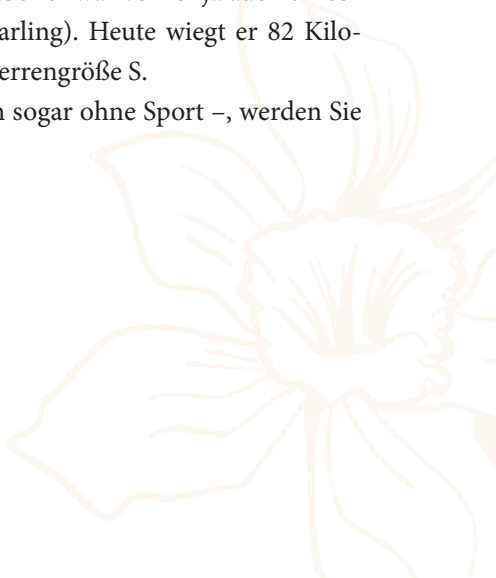 arling). Heute wiegt er 82 Kilo-
errengröße S.
sogar ohne Sport –, werden Sie